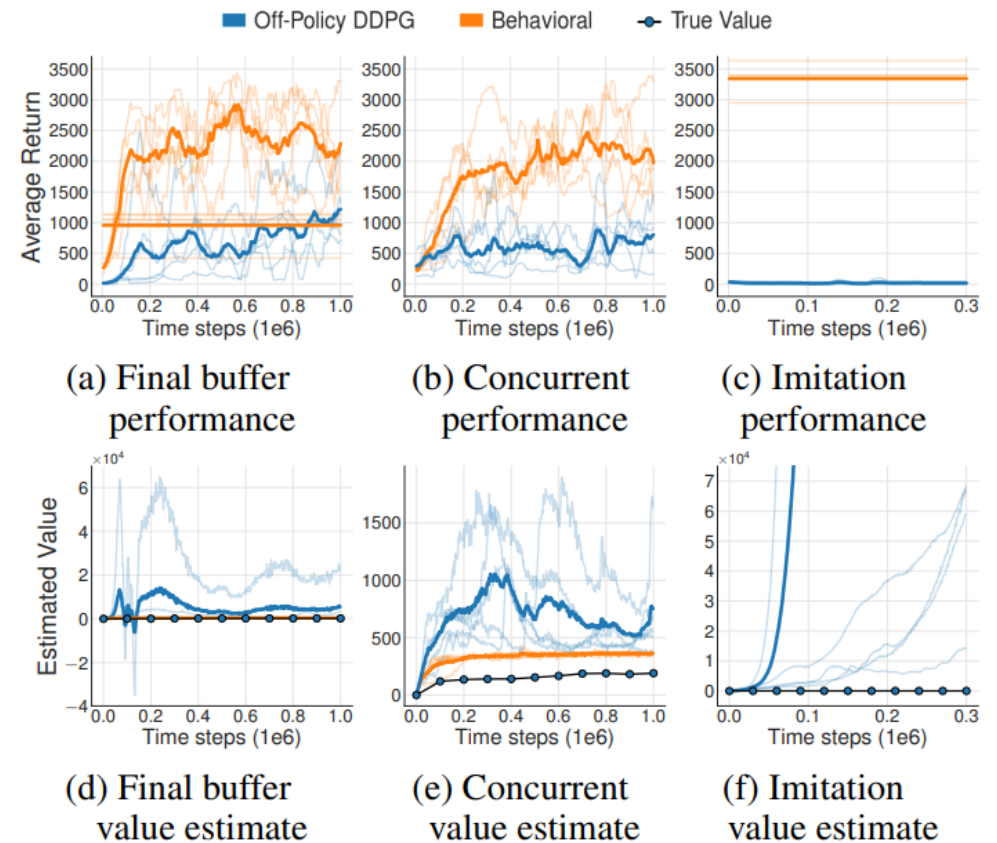 Off-Policy DDPG Behavioral True Value
Average Return
3500 3000 2500 2000 1500 1000 500 0
0.0 0.2 0.4 0.6 0.8 1.0
Time steps (1e6)
3500 3000 2500 2000 1500 1000 500 0
0.0 0.2 0.4 0.6 0.8 1.0
Time steps (1e6)
3500 3000 2500 2000 1500 1000 500 0
0.0 0.1 0.2 0.3
Time steps (1e6)
(a) Final buffer
performance
(b) Concurrent
performance
(c) Imitation
performance
Estimated Value
×10⁴
6 4 2 0 −2 −4
0.0 0.2 0.4 0.6 0.8 1.0
Time steps (1e6)
1500 1000 500 0
0.0 0.2 0.4 0.6 0.8 1.0
Time steps (1e6)
×10⁴
7 6 5 4 3 2 1 0
0.0 0.1 0.2 0.3
Time steps (1e6)
(d) Final buffer
value estimate
(e) Concurrent
value estimate
(f) Imitation
value estimate